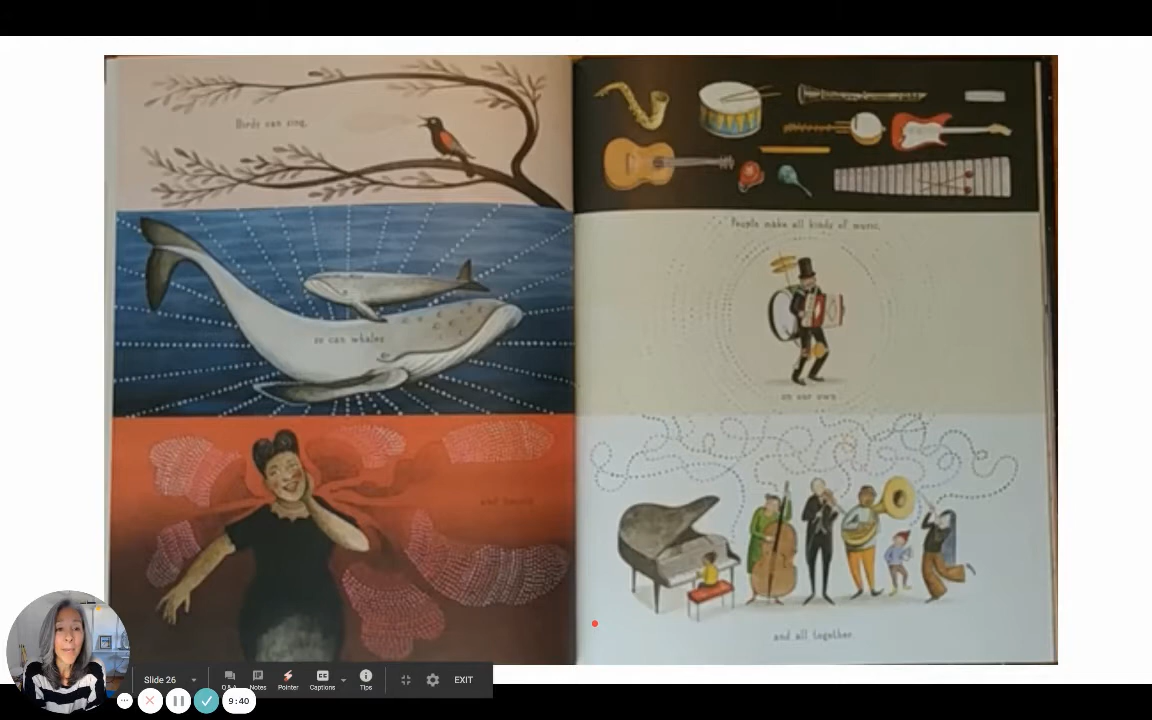 Birds can sing,
so can whales
People make all kinds of music,
on our own
and all together.
Slide 26
Q&A
Notes
Pointer
Captions
Tips
EXIT
9:40